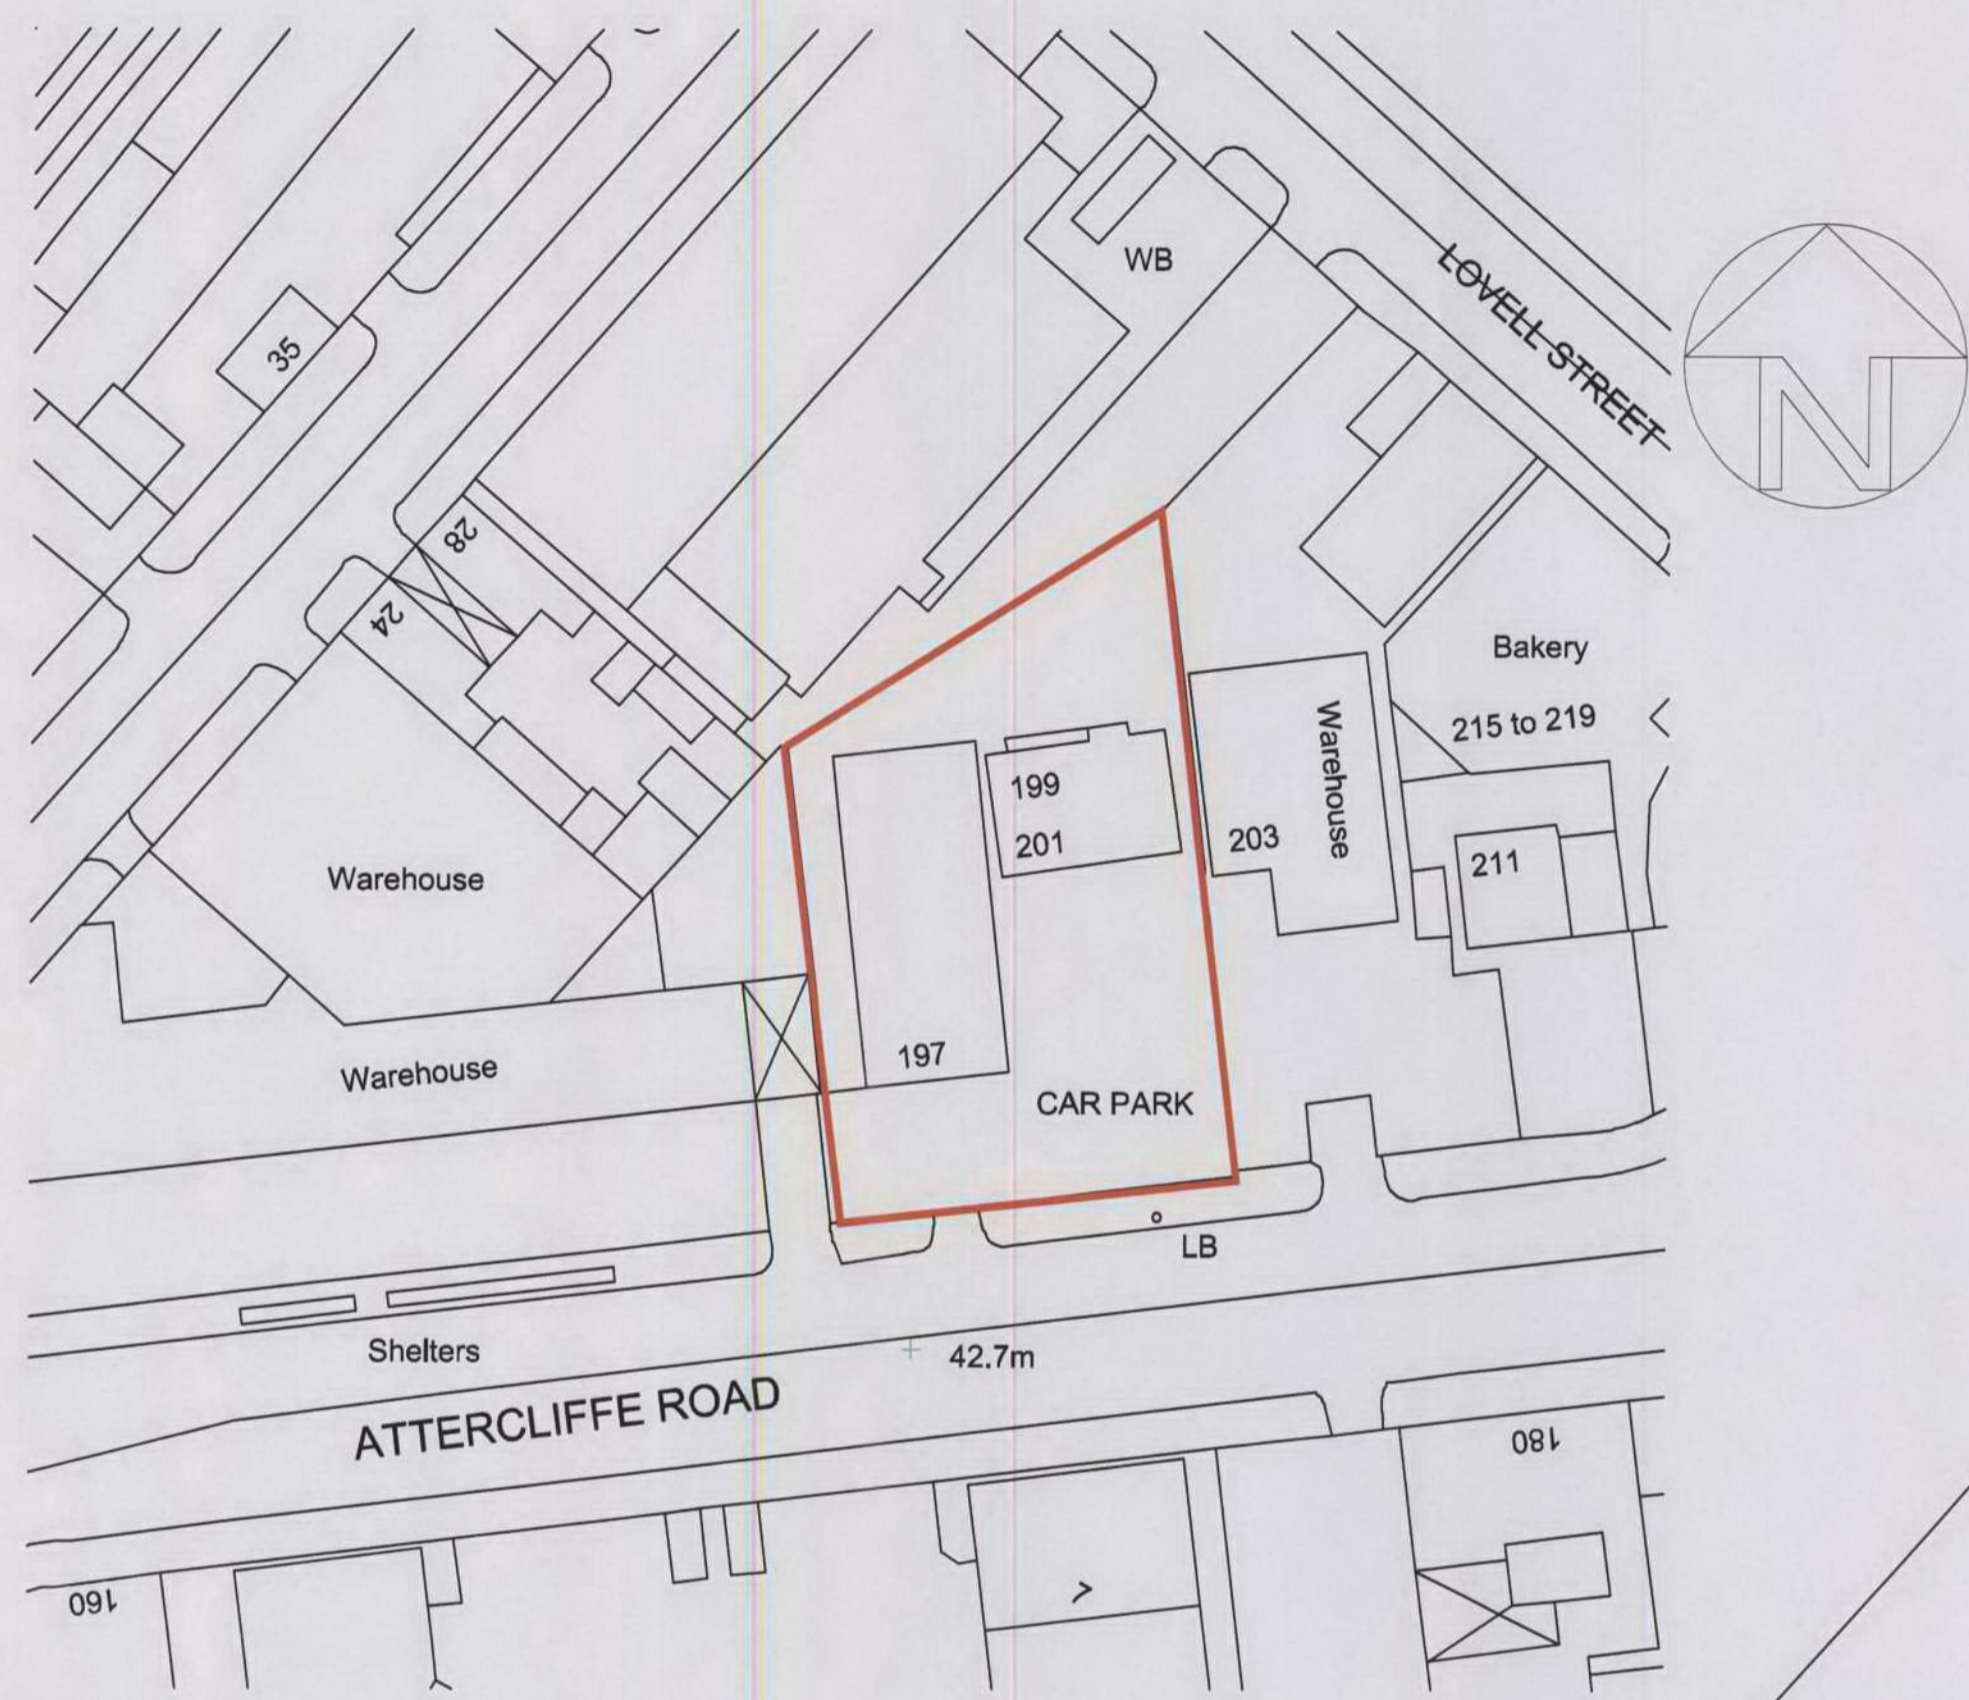 WB
LOVELL STREET
N
35
28
24
Bakery
215 to 219
Warehouse
199
201
203
211
Warehouse
197
Warehouse
CAR PARK
LB
Shelters
42.7m
ATTERCLIFFE ROAD
180
160